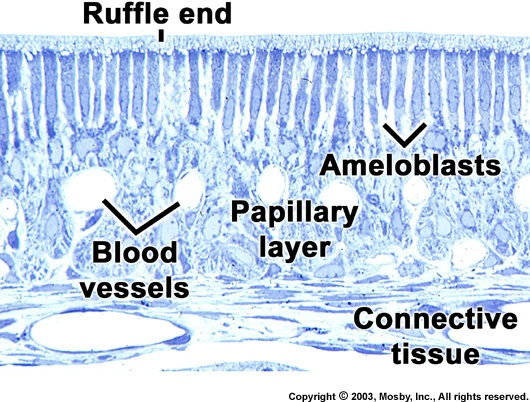 Ruffle end
Ameloblasts
Papillary
layer
Blood
vessels
Connective
tissue
Copyright © 2003, Mosby, Inc., All rights reserved.